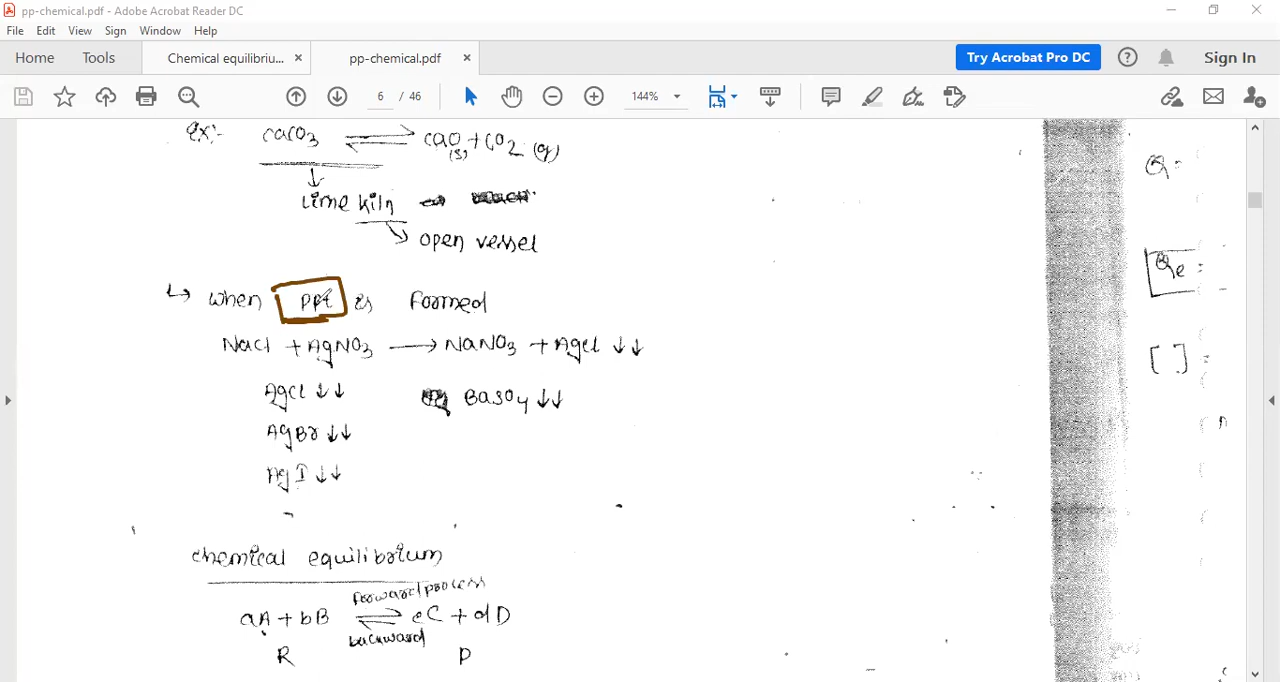 pp-chemical.pdf - Adobe Acrobat Reader DC
File Edit View Sign Window Help
Home Tools Chemical equilibriu... × pp-chemical.pdf × Try Acrobat Pro DC Sign In
6 / 46 144%
Ex:- CaCO3 ⇌ CaO(s) + CO2 (g)
↓
Lime kiln
↘ open vessel
↳ when ppt is formed
NaCl + AgNO3 ⟶ NaNO3 + AgCl ↓↓
AgCl ↓↓ BaSO4 ↓↓
AgBr ↓↓
AgI ↓↓
chemical equilibrium
forward process
aA + bB ⇌ cC + dD
backward
R P
Q =
Qc =
[ ] =